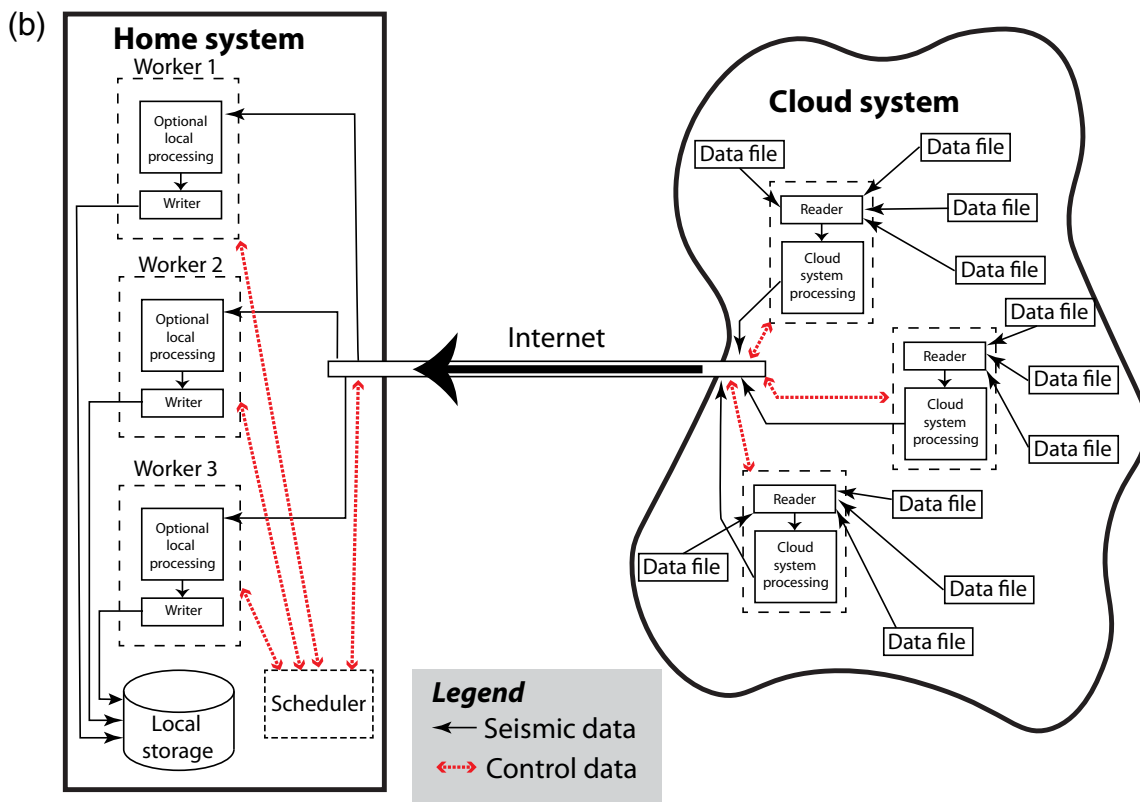 (b)
Home system
Worker 1
Optional
local
processing
Writer
Worker 2
Optional
local
processing
Writer
Worker 3
Optional
local
processing
Writer
Local
storage
Scheduler
Internet
Legend
Seismic data
Control data
Cloud system
Data file
Data file
Data file
Data file
Reader
Cloud
system
processing
Data file
Data file
Data file
Reader
Cloud
system
processing
Data file
Data file
Data file
Data file
Reader
Cloud
system
processing